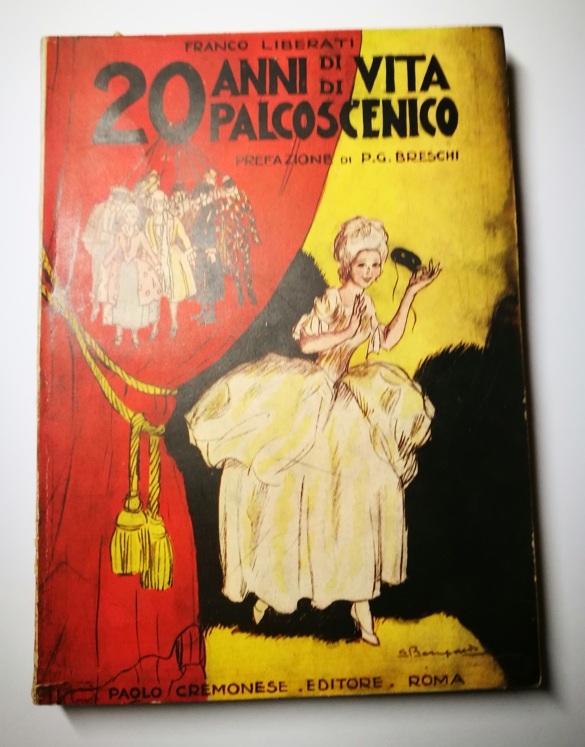 FRANCO LIBERATI
20 ANNI DI VITA
DI PALCOSCENICO
PREFAZIONE DI P.G. BRESCHI
PAOLO CREMONESE . EDITORE . ROMA